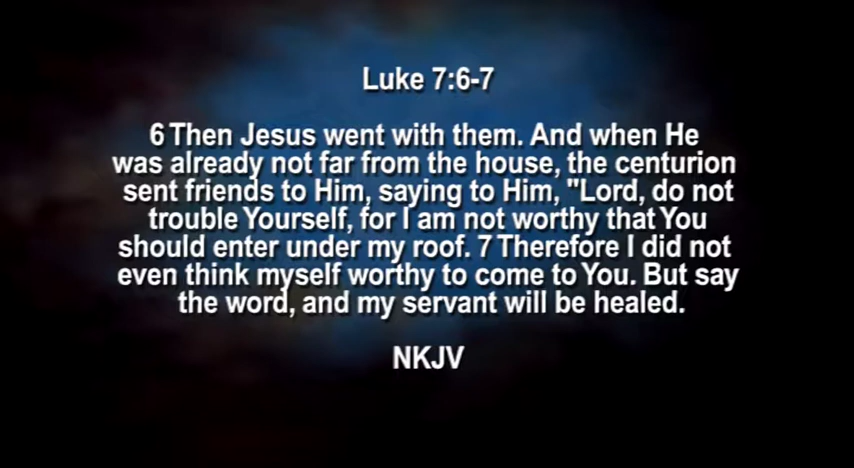 Luke 7:6-7
6 Then Jesus went with them. And when He
was already not far from the house, the centurion
sent friends to Him, saying to Him, "Lord, do not
trouble Yourself, for I am not worthy that You
should enter under my roof. 7 Therefore I did not
even think myself worthy to come to You. But say
the word, and my servant will be healed.
NKJV